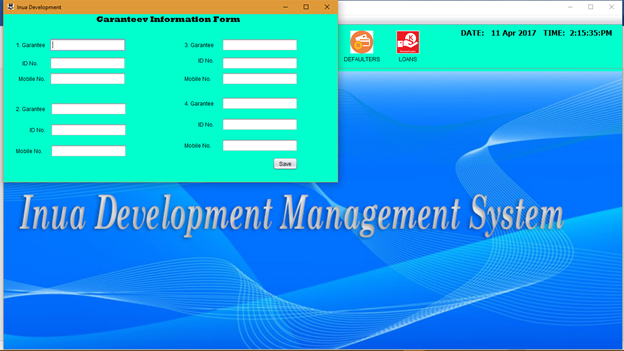 Inua Development
Garanteev Information Form
1. Garantee
ID No.
Mobile No.
2. Garantee
ID No.
Mobile No.
3. Garantee
ID No.
Mobile No.
4. Garantee
ID No.
Mobile No.
Save
DEFAULTERS
K
LOANS
DATE: 11 Apr 2017 TIME: 2:15:35:PM
Inua Development Management System